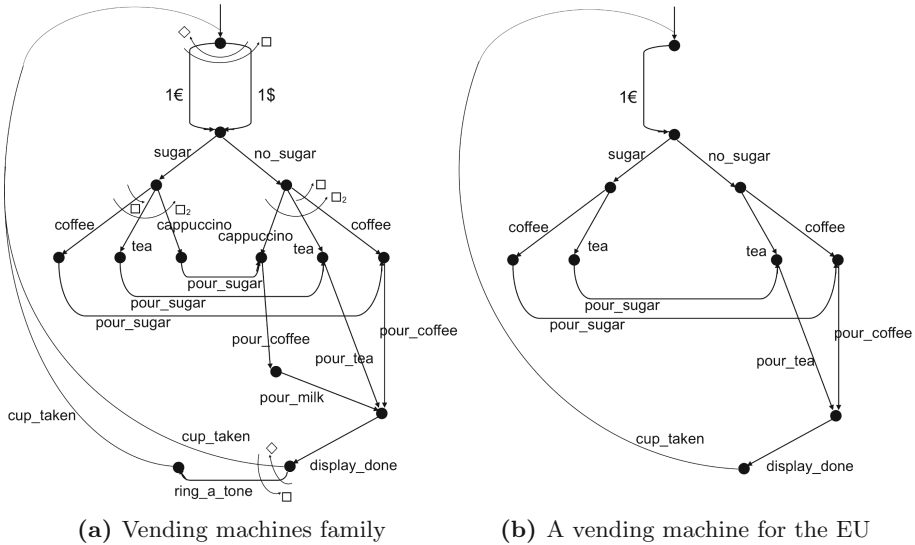 1€
1$
sugar
no_sugar
□
□₂
□
□₂
coffee
tea
cappuccino
cappuccino
tea
coffee
pour_sugar
pour_sugar
pour_sugar
pour_coffee
pour_coffee
pour_tea
pour_milk
cup_taken
cup_taken
display_done
ring_a_tone
(a) Vending machines family
1€
sugar
no_sugar
coffee
tea
tea
coffee
pour_sugar
pour_sugar
pour_coffee
pour_tea
cup_taken
display_done
(b) A vending machine for the EU